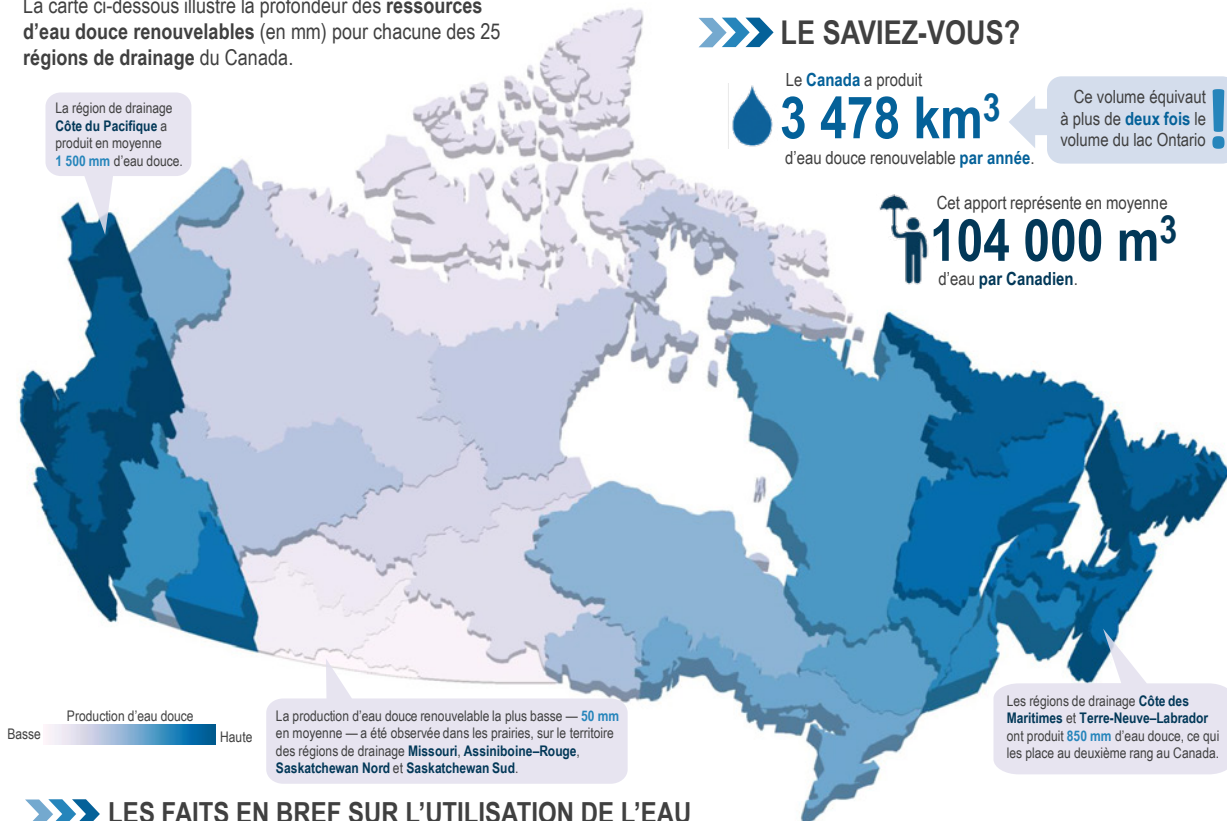 La carte ci-dessous illustre la profondeur des ressources
d'eau douce renouvelables (en mm) pour chacune des 25
régions de drainage du Canada.
LE SAVIEZ-VOUS?
Le Canada a produit
3 478 km³
d'eau douce renouvelable par année.
Ce volume équivaut
à plus de deux fois le
volume du lac Ontario
!
Cet apport représente en moyenne
104 000 m³
d'eau par Canadien.
La région de drainage
Côte du Pacifique a
produit en moyenne
1 500 mm d'eau douce.
Production d'eau douce
Basse
Haute
La production d'eau douce renouvelable la plus basse — 50 mm
en moyenne — a été observée dans les prairies, sur le territoire
des régions de drainage Missouri, Assiniboine–Rouge,
Saskatchewan Nord et Saskatchewan Sud.
Les régions de drainage Côte des
Maritimes et Terre-Neuve–Labrador
ont produit 850 mm d'eau douce, ce qui
les place au deuxième rang au Canada.
LES FAITS EN BREF SUR L'UTILISATION DE L'EAU